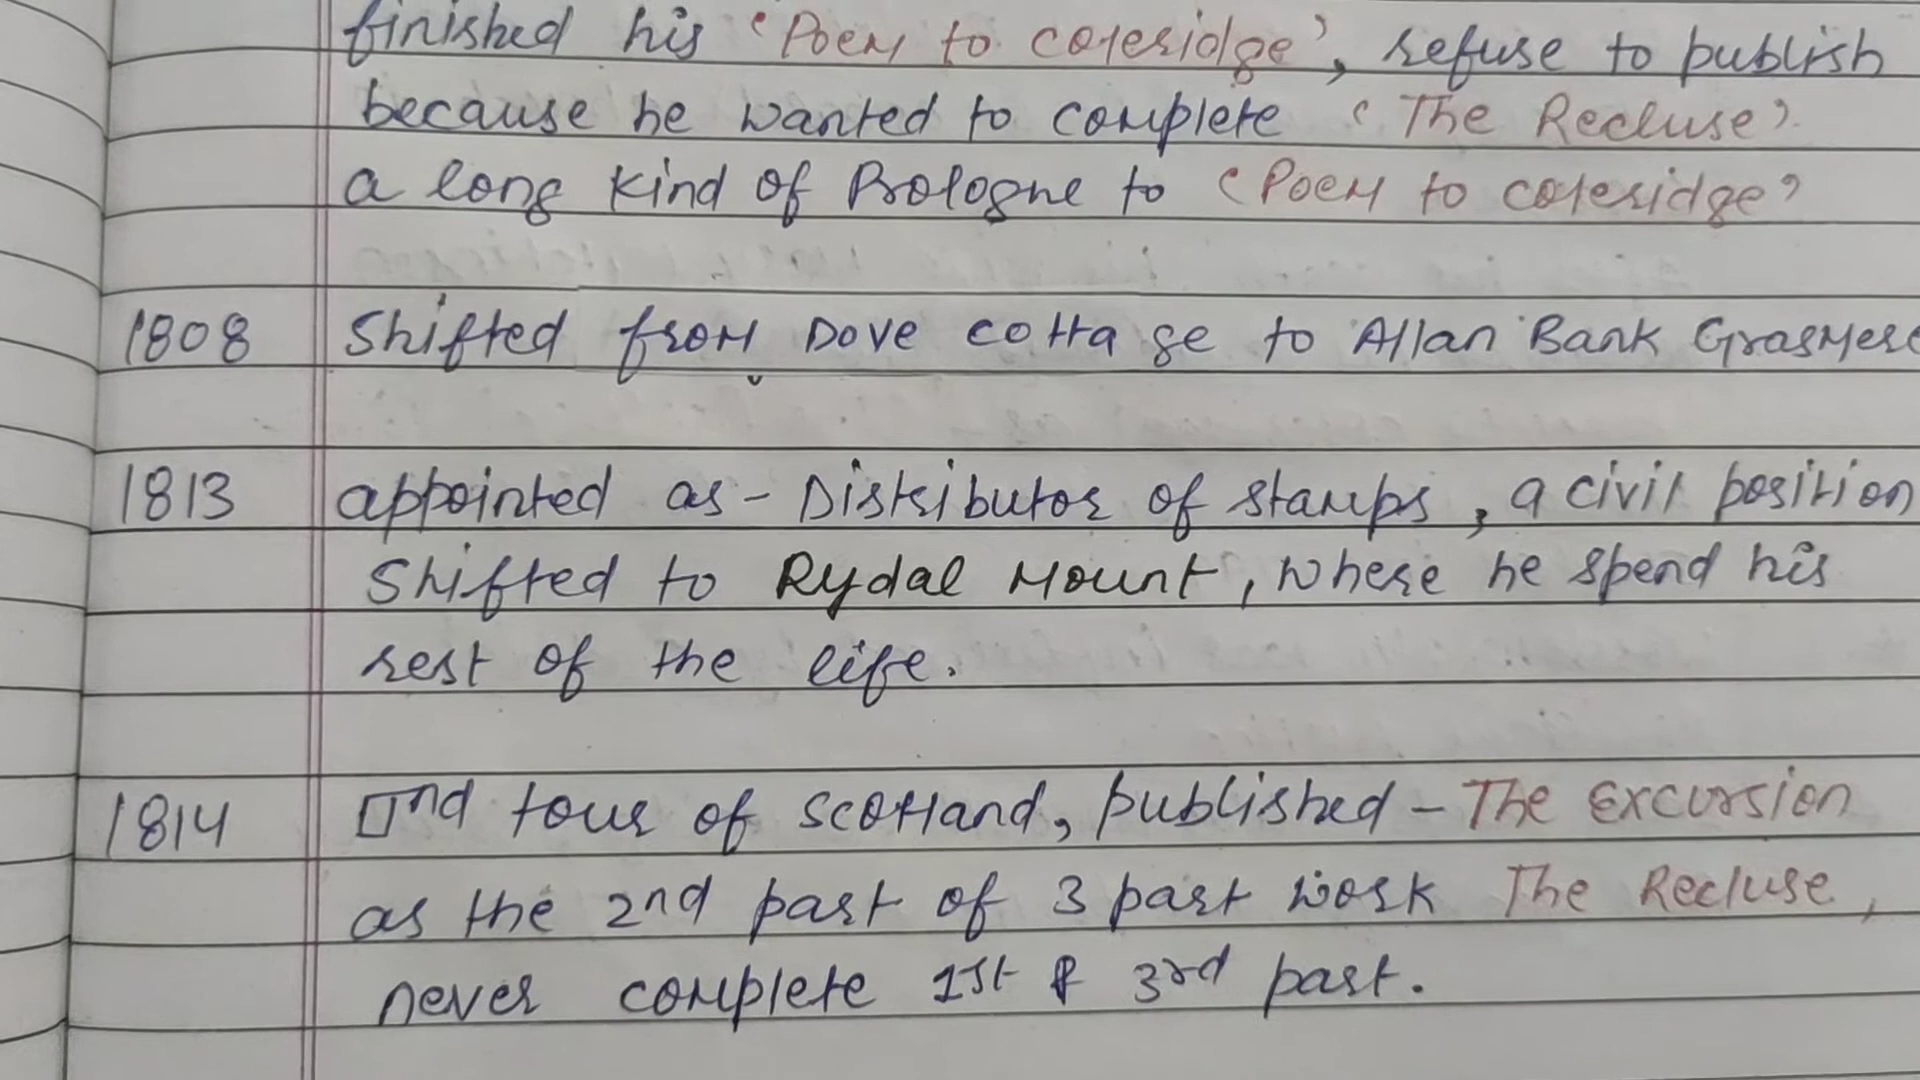 finished his 'Poem to coleridge', refuse to publish
because he wanted to complete 'The Recluse'.
a long kind of Prologne to 'Poem to coleridge'
1808 Shifted from Dove cottage to Allan Bank Grasmere
1813 appointed as - Distributor of stamps, a civil position
Shifted to Rydal Mount, where he spend his
rest of the life.
1814 IInd tour of scotland, published - The Excursion
as the 2nd part of 3 part work The Recluse,
never complete 1st & 3rd part.